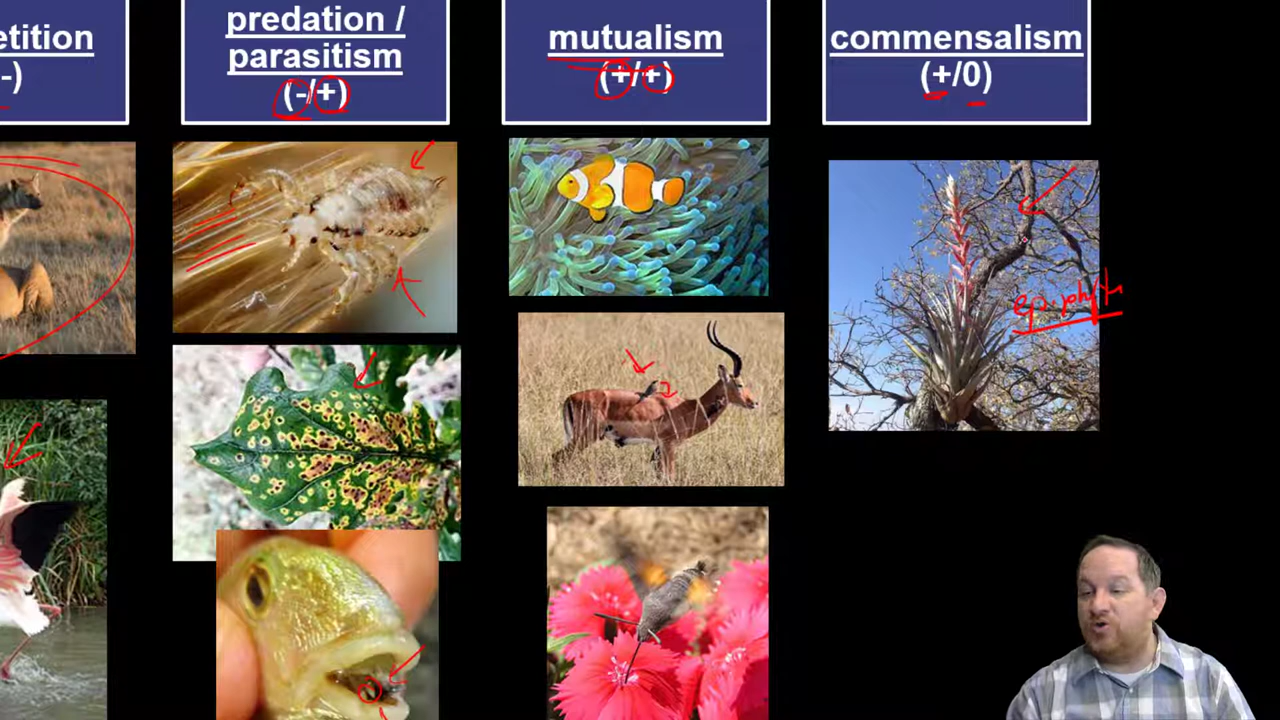 etition
-)
predation /
parasitism
(-/+)
mutualism
(+/+)
commensalism
(+/0)